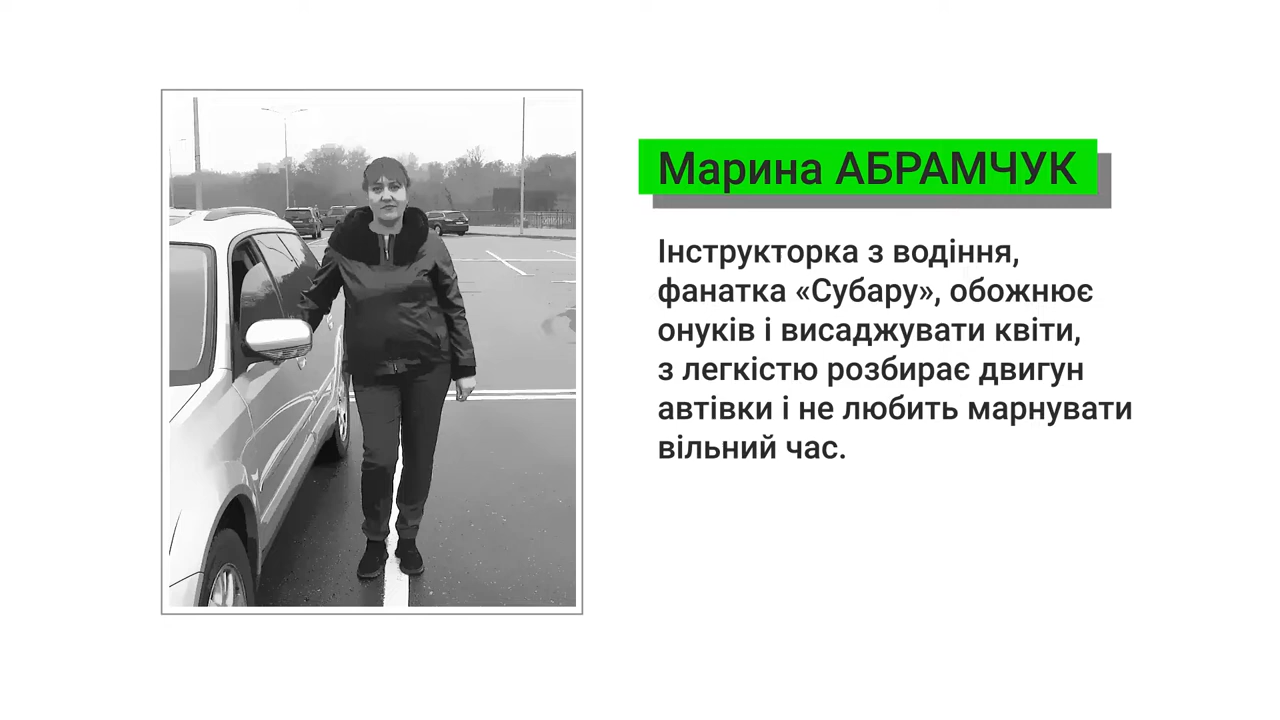 Марина АБРАМЧУК
Інструкторка з водіння,
фанатка «Субару», обожнює
онуків і висаджувати квіти,
з легкістю розбирає двигун
автівки і не любить марнувати
вільний час.